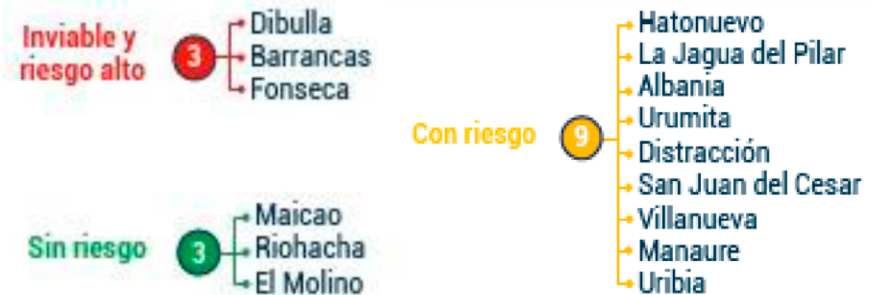 Inviable y
riesgo alto
3
Dibulla
Barrancas
Fonseca
Sin riesgo
3
Maicao
Riohacha
El Molino
Con riesgo
9
Hatonuevo
La Jagua del Pilar
Albania
Urumita
Distracción
San Juan del Cesar
Villanueva
Manaure
Uribia